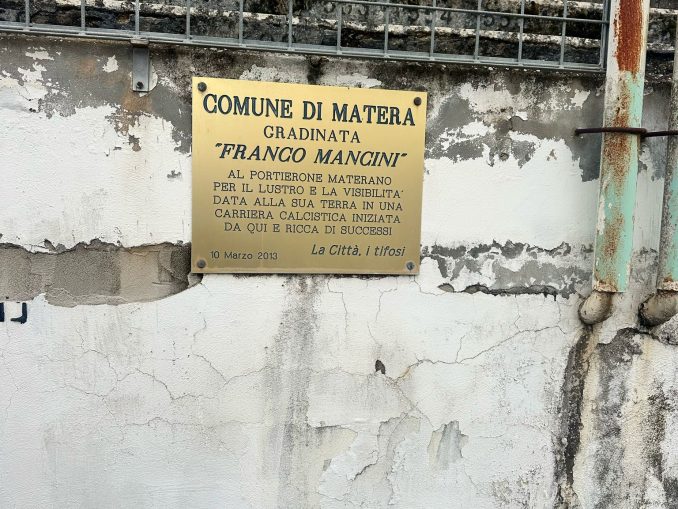 COMUNE DI MATERA
GRADINATA
"FRANCO MANCINI"
AL PORTIERONE MATERANO
PER IL LUSTRO E LA VISIBILITA'
DATA ALLA SUA TERRA IN UNA
CARRIERA CALCISTICA INIZIATA
DA QUI E RICCA DI SUCCESSI
10 Marzo 2013
La Città, i tifosi